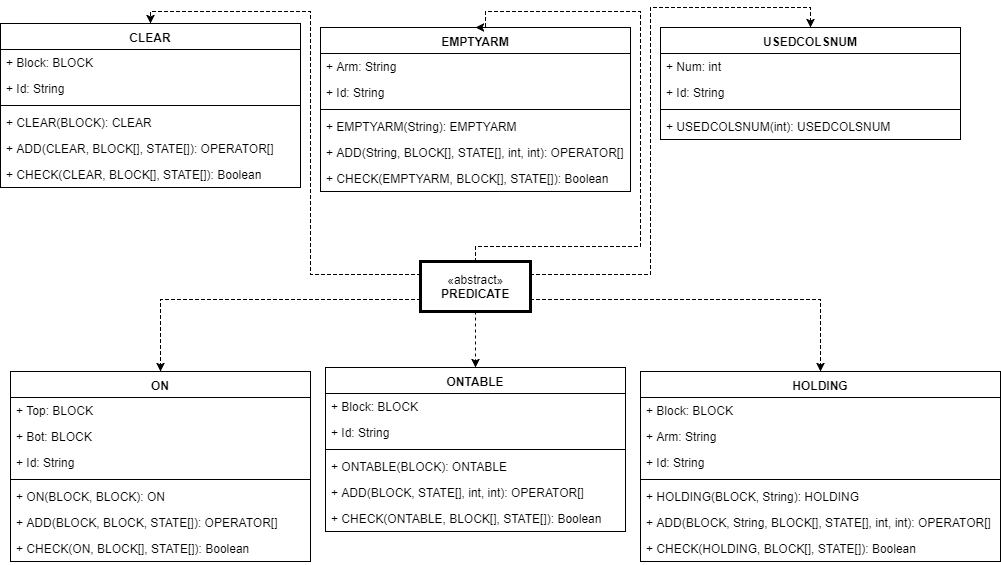 CLEAR
+ Block: BLOCK
+ Id: String
+ CLEAR(BLOCK): CLEAR
+ ADD(CLEAR, BLOCK[], STATE[]): OPERATOR[]
+ CHECK(CLEAR, BLOCK[], STATE[]): Boolean
EMPTYARM
+ Arm: String
+ Id: String
+ EMPTYARM(String): EMPTYARM
+ ADD(String, BLOCK[], STATE[], int, int): OPERATOR[]
+ CHECK(EMPTYARM, BLOCK[], STATE[]): Boolean
USEDCOLSNUM
+ Num: int
+ Id: String
+ USEDCOLSNUM(int): USEDCOLSNUM
«abstract»
PREDICATE
ON
+ Top: BLOCK
+ Bot: BLOCK
+ Id: String
+ ON(BLOCK, BLOCK): ON
+ ADD(BLOCK, BLOCK, STATE[]): OPERATOR[]
+ CHECK(ON, BLOCK[], STATE[]): Boolean
ONTABLE
+ Block: BLOCK
+ Id: String
+ ONTABLE(BLOCK): ONTABLE
+ ADD(BLOCK, STATE[], int, int): OPERATOR[]
+ CHECK(ONTABLE, BLOCK[], STATE[]): Boolean
HOLDING
+ Block: BLOCK
+ Arm: String
+ Id: String
+ HOLDING(BLOCK, String): HOLDING
+ ADD(BLOCK, String, BLOCK[], STATE[], int, int): OPERATOR[]
+ CHECK(HOLDING, BLOCK[], STATE[]): Boolean